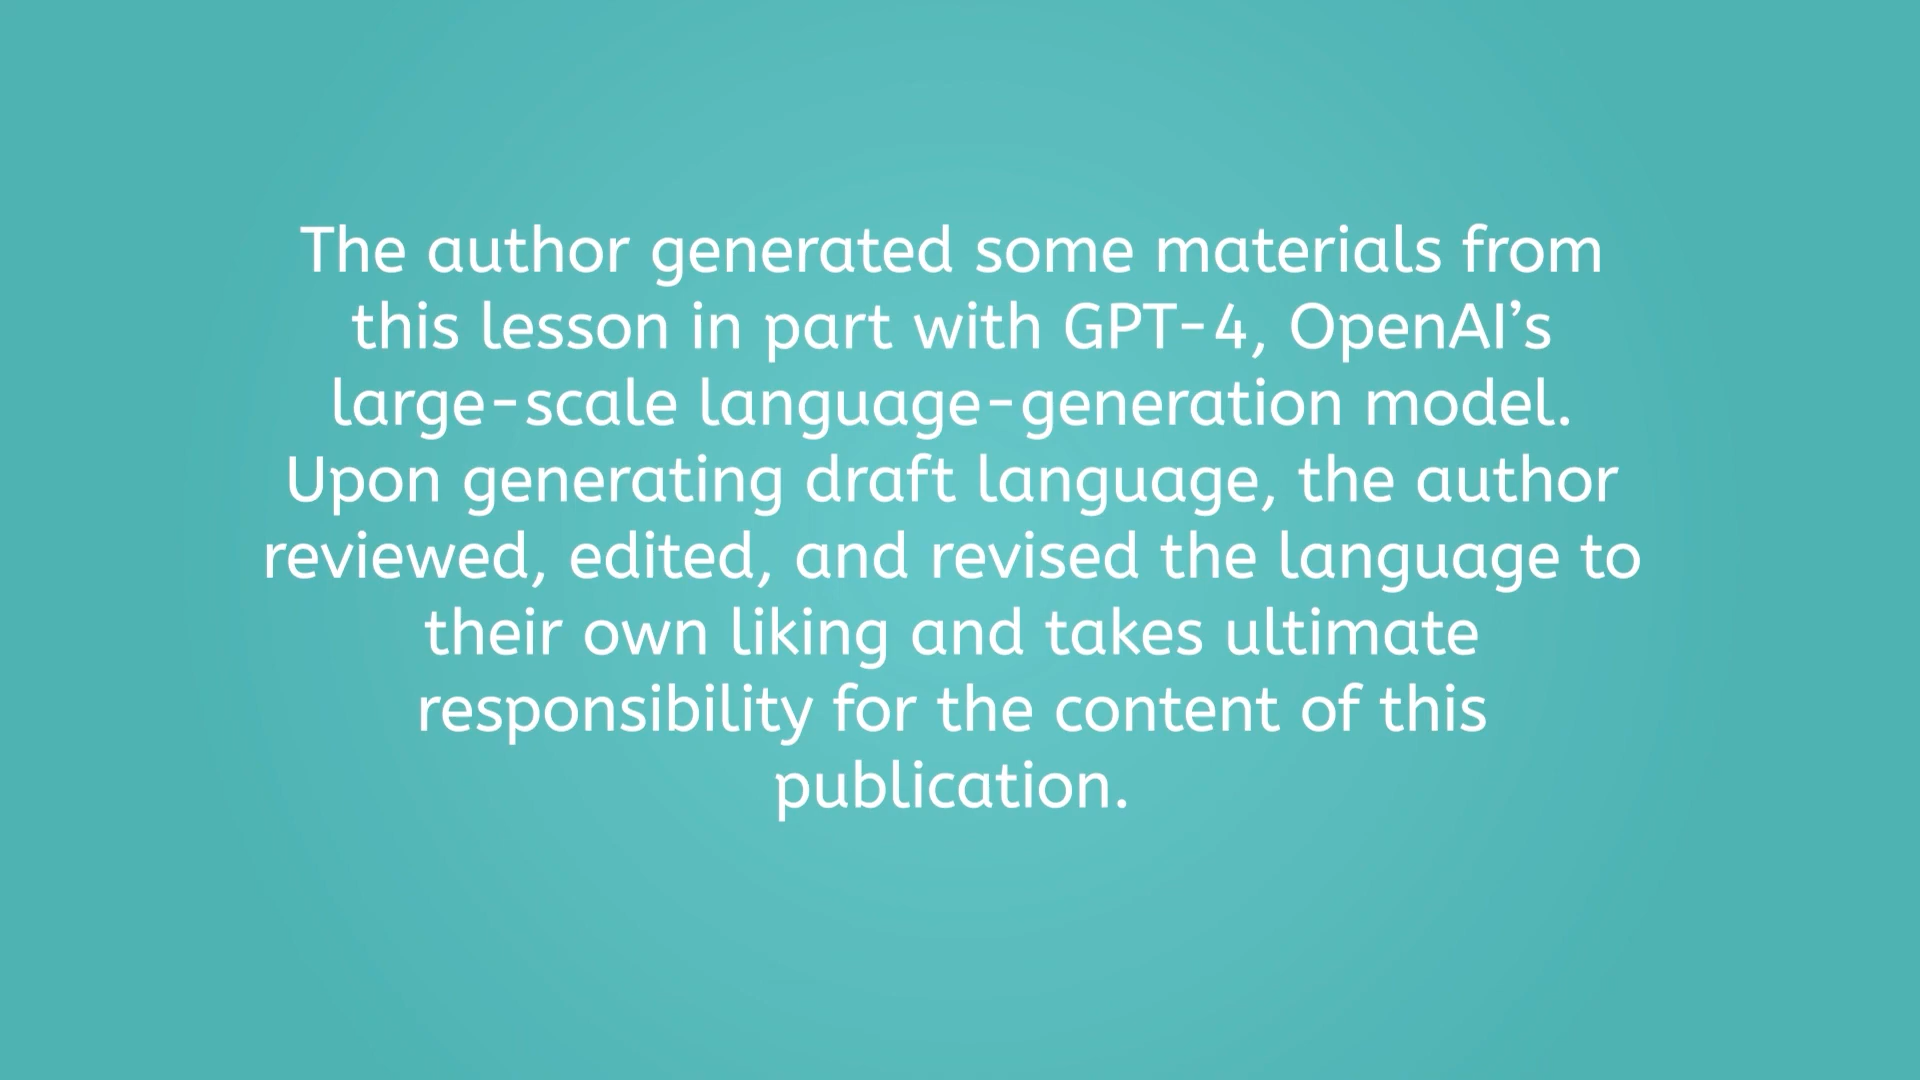 The author generated some materials from
this lesson in part with GPT-4, OpenAI’s
large-scale language-generation model.
Upon generating draft language, the author
reviewed, edited, and revised the language to
their own liking and takes ultimate
responsibility for the content of this
publication.